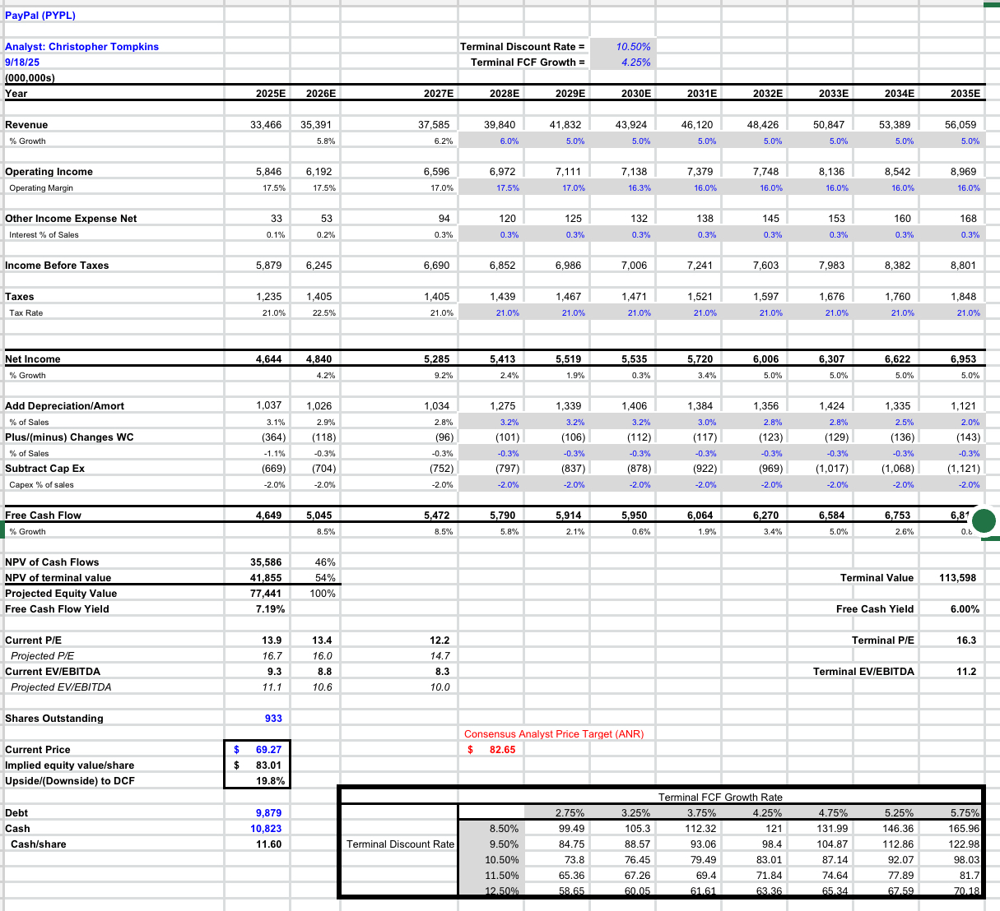 PayPal (PYPL)
Analyst: Christopher Tompkins Terminal Discount Rate = 10.50%
9/18/25 Terminal FCF Growth = 4.25%
(000,000s)
Year 2025E 2026E 2027E 2028E 2029E 2030E 2031E 2032E 2033E 2034E 2035E
Revenue 33,466 35,391 37,585 39,840 41,832 43,924 46,120 48,426 50,847 53,389 56,059
% Growth 5.8% 6.2% 6.0% 5.0% 5.0% 5.0% 5.0% 5.0% 5.0% 5.0%
Operating Income 5,846 6,192 6,596 6,972 7,111 7,138 7,379 7,748 8,136 8,542 8,969
Operating Margin 17.5% 17.5% 17.0% 17.5% 17.0% 16.3% 16.0% 16.0% 16.0% 16.0% 16.0%
Other Income Expense Net 33 53 94 120 125 132 138 145 153 160 168
Interest % of Sales 0.1% 0.2% 0.3% 0.3% 0.3% 0.3% 0.3% 0.3% 0.3% 0.3% 0.3%
Income Before Taxes 5,879 6,245 6,690 6,852 6,986 7,006 7,241 7,603 7,983 8,382 8,801
Taxes 1,235 1,405 1,405 1,439 1,467 1,471 1,521 1,597 1,676 1,760 1,848
Tax Rate 21.0% 22.5% 21.0% 21.0% 21.0% 21.0% 21.0% 21.0% 21.0% 21.0% 21.0%
Net Income 4,644 4,840 5,285 5,413 5,519 5,535 5,720 6,006 6,307 6,622 6,953
% Growth 4.2% 9.2% 2.4% 1.9% 0.3% 3.4% 5.0% 5.0% 5.0% 5.0%
Add Depreciation/Amort 1,037 1,026 1,034 1,275 1,339 1,406 1,384 1,356 1,424 1,335 1,121
% of Sales 3.1% 2.9% 2.8% 3.2% 3.2% 3.2% 3.0% 2.8% 2.8% 2.5% 2.0%
Plus/(minus) Changes WC (364) (118) (96) (101) (106) (112) (117) (123) (129) (136) (143)
% of Sales -1.1% -0.3% -0.3% -0.3% -0.3% -0.3% -0.3% -0.3% -0.3% -0.3% -0.3%
Subtract Cap Ex (669) (704) (752) (797) (837) (878) (922) (969) (1,017) (1,068) (1,121)
Capex % of sales -2.0% -2.0% -2.0% -2.0% -2.0% -2.0% -2.0% -2.0% -2.0% -2.0% -2.0%
Free Cash Flow 4,649 5,045 5,472 5,790 5,914 5,950 6,064 6,270 6,584 6,753
% Growth 8.5% 8.5% 5.8% 2.1% 0.6% 1.9% 3.4% 5.0% 2.6%
NPV of Cash Flows 35,586 46%
NPV of terminal value 41,855 54% Terminal Value 113,598
Projected Equity Value 77,441 100%
Free Cash Flow Yield 7.19% Free Cash Yield 6.00%
Current P/E 13.9 13.4 12.2 Terminal P/E 16.3
Projected P/E 16.7 16.0 14.7
Current EV/EBITDA 9.3 8.8 8.3 Terminal EV/EBITDA 11.2
Projected EV/EBITDA 11.1 10.6 10.0
Shares Outstanding 933
Consensus Analyst Price Target (ANR)
Current Price $ 69.27 $ 82.65
Implied equity value/share $ 83.01
Upside/(Downside) to DCF 19.8%
Terminal FCF Growth Rate
Debt 9,879 2.75% 3.25% 3.75% 4.25% 4.75% 5.25% 5.75%
Cash 10,823 8.50% 99.49 105.3 112.32 121 131.99 146.36 165.96
Cash/share 11.60 Terminal Discount Rate 9.50% 84.75 88.57 93.06 98.4 104.87 112.86 122.98
10.50% 73.8 76.45 79.49 83.01 87.14 92.07 98.03
11.50% 65.36 67.26 69.4 71.84 74.64 77.89 81.7
12.50% 58.65 60.05 61.61 63.36 65.34 67.59 70.18